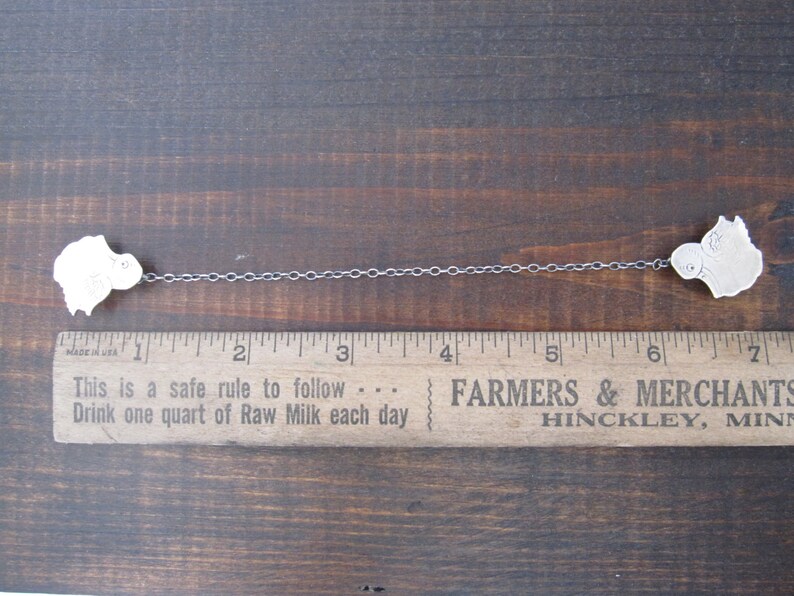 MADE IN USA 1 2 3 4 5 6 7
This is a safe rule to follow - - -
Drink one quart of Raw Milk each day
FARMERS & MERCHANTS
HINCKLEY, MINN